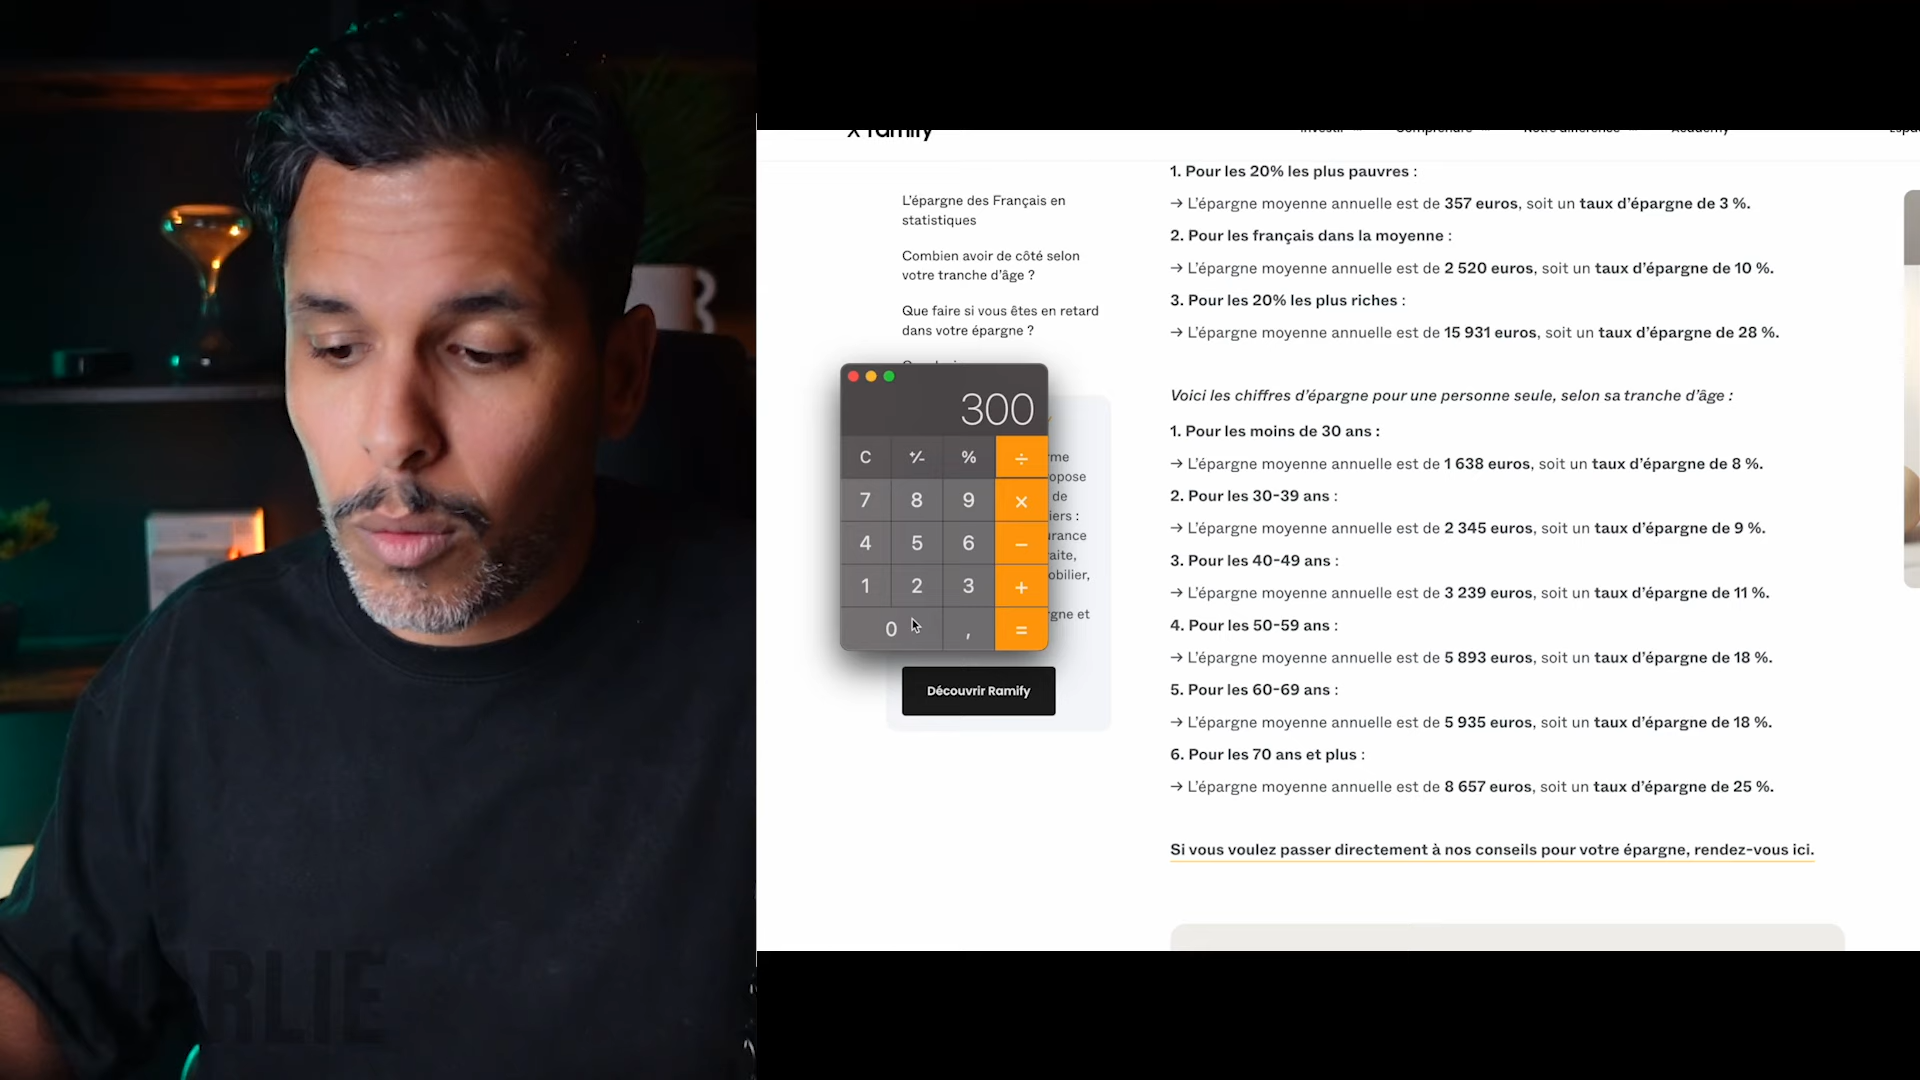 ramify
Investir
Comprendre
Notre différence
Academy
L'épargne des Français en
statistiques
Combien avoir de côté selon
votre tranche d'âge ?
Que faire si vous êtes en retard
dans votre épargne ?
300
C
+/-
%
÷
7
8
9
×
4
5
6
−
1
2
3
+
0
,
=
Découvrir Ramify
1. Pour les 20% les plus pauvres :
→ L'épargne moyenne annuelle est de 357 euros, soit un taux d'épargne de 3 %.
2. Pour les français dans la moyenne :
→ L'épargne moyenne annuelle est de 2 520 euros, soit un taux d'épargne de 10 %.
3. Pour les 20% les plus riches :
→ L'épargne moyenne annuelle est de 15 931 euros, soit un taux d'épargne de 28 %.
Voici les chiffres d'épargne pour une personne seule, selon sa tranche d'âge :
1. Pour les moins de 30 ans :
→ L'épargne moyenne annuelle est de 1 638 euros, soit un taux d'épargne de 8 %.
2. Pour les 30-39 ans :
→ L'épargne moyenne annuelle est de 2 345 euros, soit un taux d'épargne de 9 %.
3. Pour les 40-49 ans :
→ L'épargne moyenne annuelle est de 3 239 euros, soit un taux d'épargne de 11 %.
4. Pour les 50-59 ans :
→ L'épargne moyenne annuelle est de 5 893 euros, soit un taux d'épargne de 18 %.
5. Pour les 60-69 ans :
→ L'épargne moyenne annuelle est de 5 935 euros, soit un taux d'épargne de 18 %.
6. Pour les 70 ans et plus :
→ L'épargne moyenne annuelle est de 8 657 euros, soit un taux d'épargne de 25 %.
Si vous voulez passer directement à nos conseils pour votre épargne, rendez-vous ici.